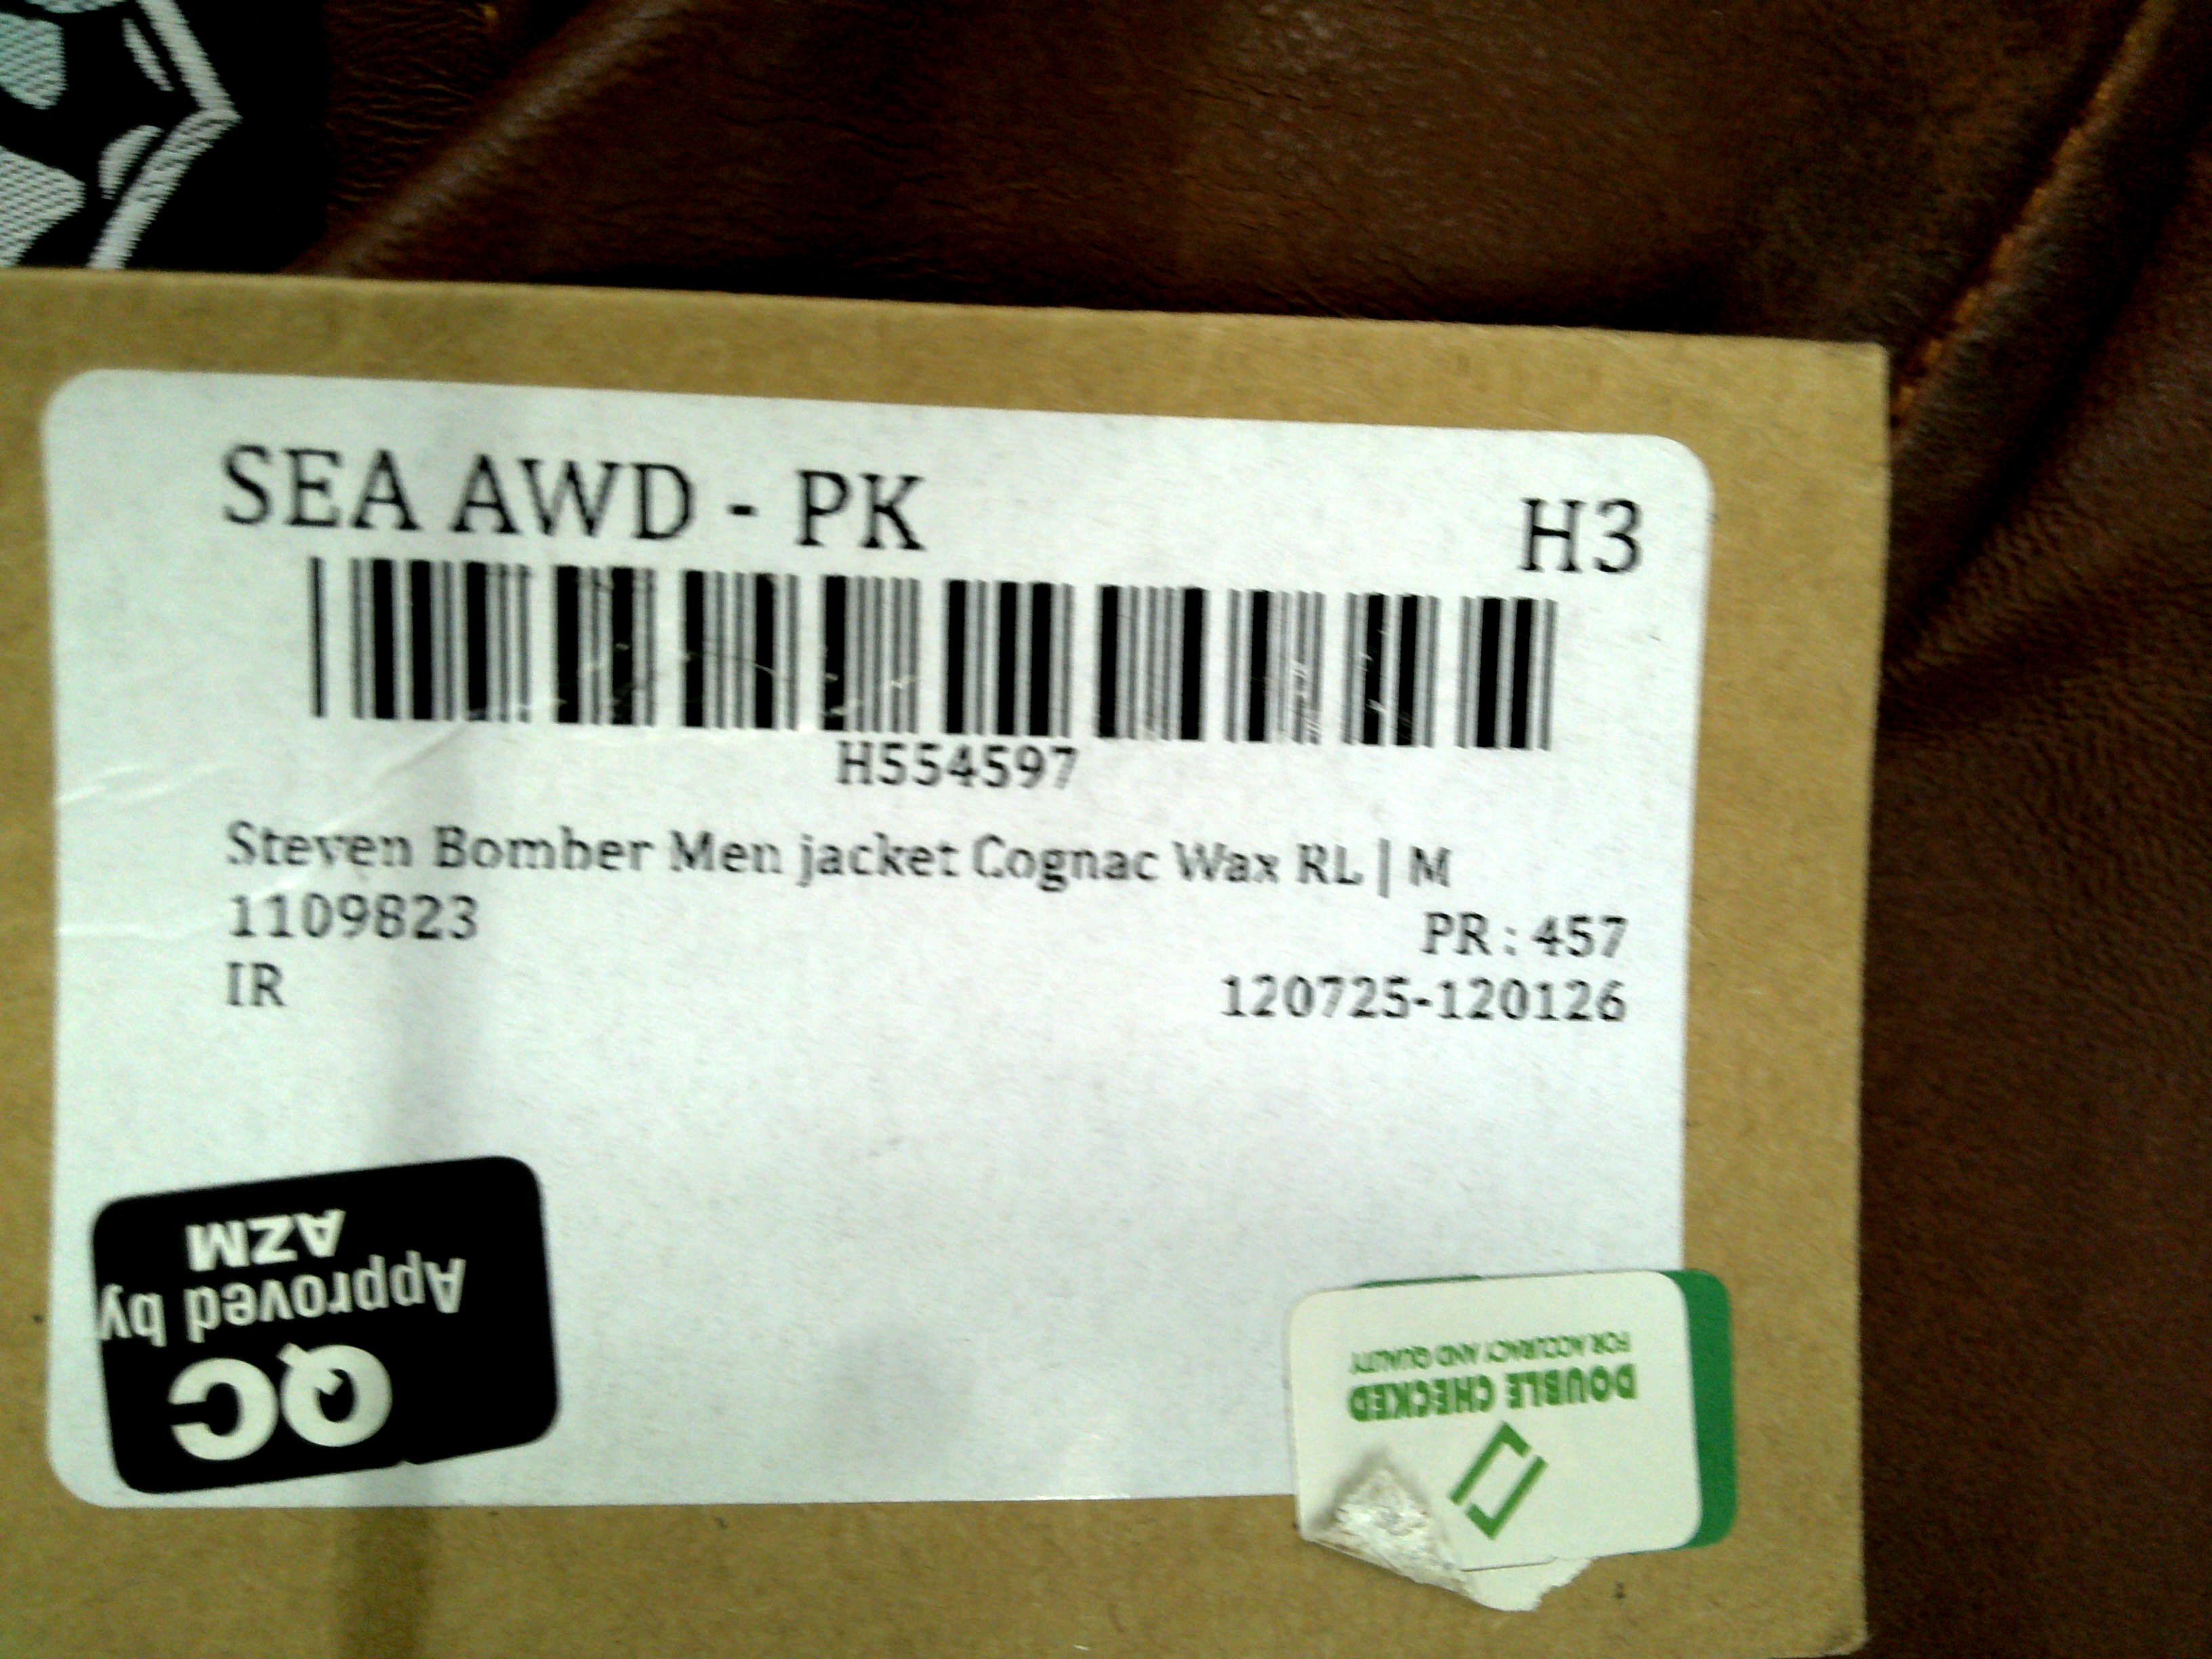 SEA AWD - PK
H3
H554597
Steven Bomber Men jacket Cognac Wax RL | M
1109823
PR : 457
IR
120725-120126
QC
Approved by
AZM
DOUBLE CHECKED
FOR ACCURACY AND QUALITY